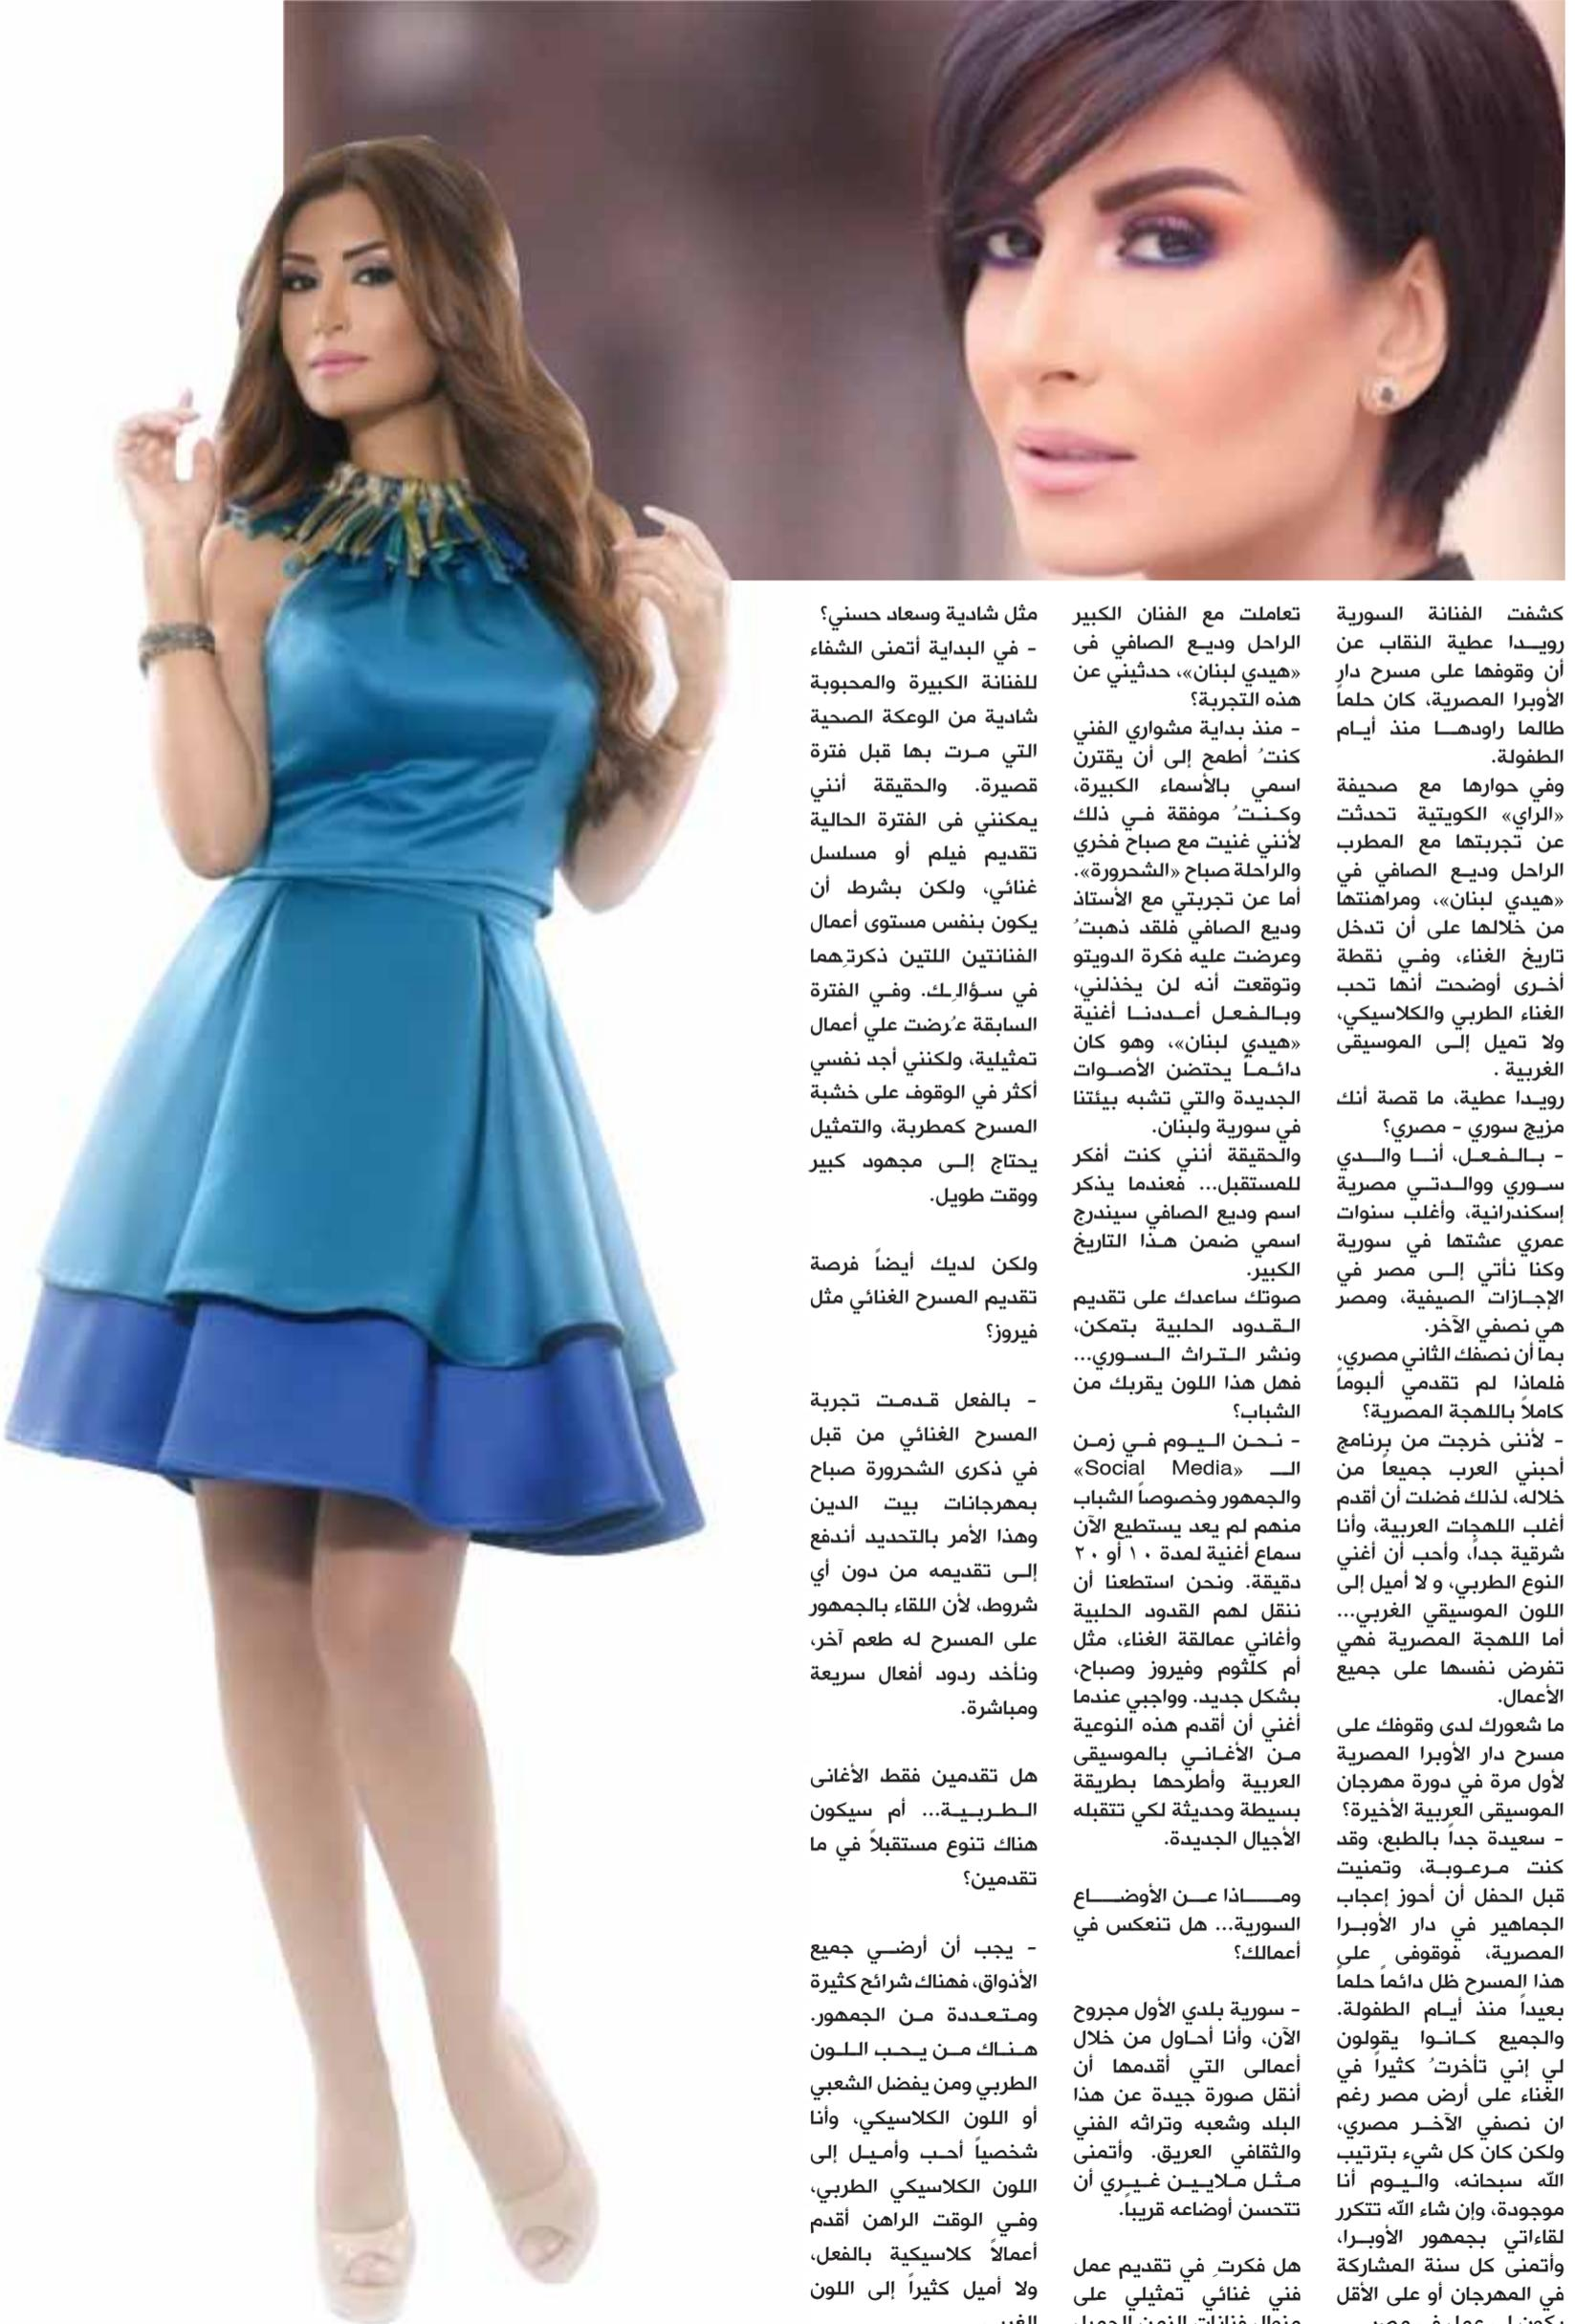 كشفت الفنانة السورية
رويدا عطية النقاب عن
أن وقوفها على مسرح دار
الأوبرا المصرية، كان حلماً
طالما راودها منذ أيام
الطفولة.
وفي حوارها مع صحيفة
«الراي» الكويتية تحدثت
عن تجربتها مع المطرب
الراحل وديع الصافي في
«هيدي لبنان»، ومراهنتها
من خلالها على أن تدخل
تاريخ الغناء، وفي نقطة
أخرى أوضحت أنها تحب
الغناء الطربي والكلاسيكي،
ولا تميل إلى الموسيقى
الغربية .
رويدا عطية، ما قصة أنك
مزيج سوري - مصري؟
- بالفعل، أنا والدي
سوري ووالدتي مصرية
إسكندرانية، وأغلب سنوات
عمري عشتها في سورية
وكنا نأتي إلى مصر في
الإجازات الصيفية، ومصر
هي نصفي الآخر.
بما أن نصفك الثاني مصري،
فلماذا لم تقدمي ألبوماً
كاملاً باللهجة المصرية؟
- لأننى خرجت من برنامج
أحبني العرب جميعاً من
خلاله، لذلك فضلت أن أقدم
أغلب اللهجات العربية، وأنا
شرقية جداً، وأحب أن أغني
النوع الطربي، و لا أميل إلى
اللون الموسيقي الغربي...
أما اللهجة المصرية فهي
تفرض نفسها على جميع
الأعمال.
ما شعورك لدى وقوفك على
مسرح دار الأوبرا المصرية
لأول مرة في دورة مهرجان
الموسيقى العربية الأخيرة؟
- سعيدة جداً بالطبع، وقد
كنت مرعوبة، وتمنيت
قبل الحفل أن أحوز إعجاب
الجماهير في دار الأوبرا
المصرية، فوقوفى على
هذا المسرح ظل دائماً حلماً
بعيداً منذ أيام الطفولة.
والجميع كانوا يقولون
لي إني تأخرتُ كثيراً في
الغناء على أرض مصر رغم
ان نصفي الآخر مصري،
ولكن كان كل شيء بترتيب
الله سبحانه، واليوم أنا
موجودة، وإن شاء الله تتكرر
لقاءاتي بجمهور الأوبرا،
وأتمنى كل سنة المشاركة
في المهرجان أو على الأقل
تعاملت مع الفنان الكبير
الراحل وديع الصافي فى
«هيدي لبنان»، حدثيني عن
هذه التجربة؟
- منذ بداية مشواري الفني
كنتُ أطمح إلى أن يقترن
اسمي بالأسماء الكبيرة،
وكنتُ موفقة في ذلك
لأنني غنيت مع صباح فخري
والراحلة صباح «الشحرورة».
أما عن تجربتي مع الأستاذ
وديع الصافي فلقد ذهبتُ
وعرضت عليه فكرة الدويتو
وتوقعت أنه لن يخذلني،
وبالفعل أعددنا أغنية
«هيدي لبنان»، وهو كان
دائماً يحتضن الأصوات
الجديدة والتي تشبه بيئتنا
في سورية ولبنان.
والحقيقة أنني كنت أفكر
للمستقبل... فعندما يذكر
اسم وديع الصافي سيندرج
اسمي ضمن هذا التاريخ
الكبير.
صوتك ساعدك على تقديم
القدود الحلبية بتمكن،
ونشر التراث السوري...
فهل هذا اللون يقربك من
الشباب؟
- نحن اليوم في زمن
الـ «Social Media»
والجمهور وخصوصاً الشباب
منهم لم يعد يستطيع الآن
سماع أغنية لمدة ١٠ أو ٢٠
دقيقة. ونحن استطعنا أن
ننقل لهم القدود الحلبية
وأغاني عمالقة الغناء، مثل
أم كلثوم وفيروز وصباح،
بشكل جديد. وواجبي عندما
أغني أن أقدم هذه النوعية
من الأغاني بالموسيقى
العربية وأطرحها بطريقة
بسيطة وحديثة لكي تتقبله
الأجيال الجديدة.
وماذا عن الأوضاع
السورية... هل تنعكس في
أعمالك؟
- سورية بلدي الأول مجروح
الآن، وأنا أحاول من خلال
أعمالى التي أقدمها أن
أنقل صورة جيدة عن هذا
البلد وشعبه وتراثه الفني
والثقافي العريق. وأتمنى
مثل ملايين غيري أن
تتحسن أوضاعه قريباً.
هل فكرتِ في تقديم عمل
فني غنائي تمثيلي على
مثل شادية وسعاد حسني؟
- في البداية أتمنى الشفاء
للفنانة الكبيرة والمحبوبة
شادية من الوعكة الصحية
التي مرت بها قبل فترة
قصيرة. والحقيقة أنني
يمكنني فى الفترة الحالية
تقديم فيلم أو مسلسل
غنائي، ولكن بشرط أن
يكون بنفس مستوى أعمال
الفنانتين اللتين ذكرتِهما
في سؤالِك. وفي الفترة
السابقة عُرضت علي أعمال
تمثيلية، ولكنني أجد نفسي
أكثر في الوقوف على خشبة
المسرح كمطربة، والتمثيل
يحتاج إلى مجهود كبير
ووقت طويل.
ولكن لديك أيضاً فرصة
تقديم المسرح الغنائي مثل
فيروز؟
- بالفعل قدمت تجربة
المسرح الغنائي من قبل
في ذكرى الشحرورة صباح
بمهرجانات بيت الدين
وهذا الأمر بالتحديد أندفع
إلى تقديمه من دون أي
شروط، لأن اللقاء بالجمهور
على المسرح له طعم آخر،
ونأخد ردود أفعال سريعة
ومباشرة.
هل تقدمين فقط الأغانى
الطربية... أم سيكون
هناك تنوع مستقبلاً في ما
تقدمين؟
- يجب أن أرضي جميع
الأذواق، فهناك شرائح كثيرة
ومتعددة من الجمهور.
هناك من يحب اللون
الطربي ومن يفضل الشعبي
أو اللون الكلاسيكي، وأنا
شخصياً أحب وأميل إلى
اللون الكلاسيكي الطربي،
وفي الوقت الراهن أقدم
أعمالاً كلاسيكية بالفعل،
ولا أميل كثيراً إلى اللون